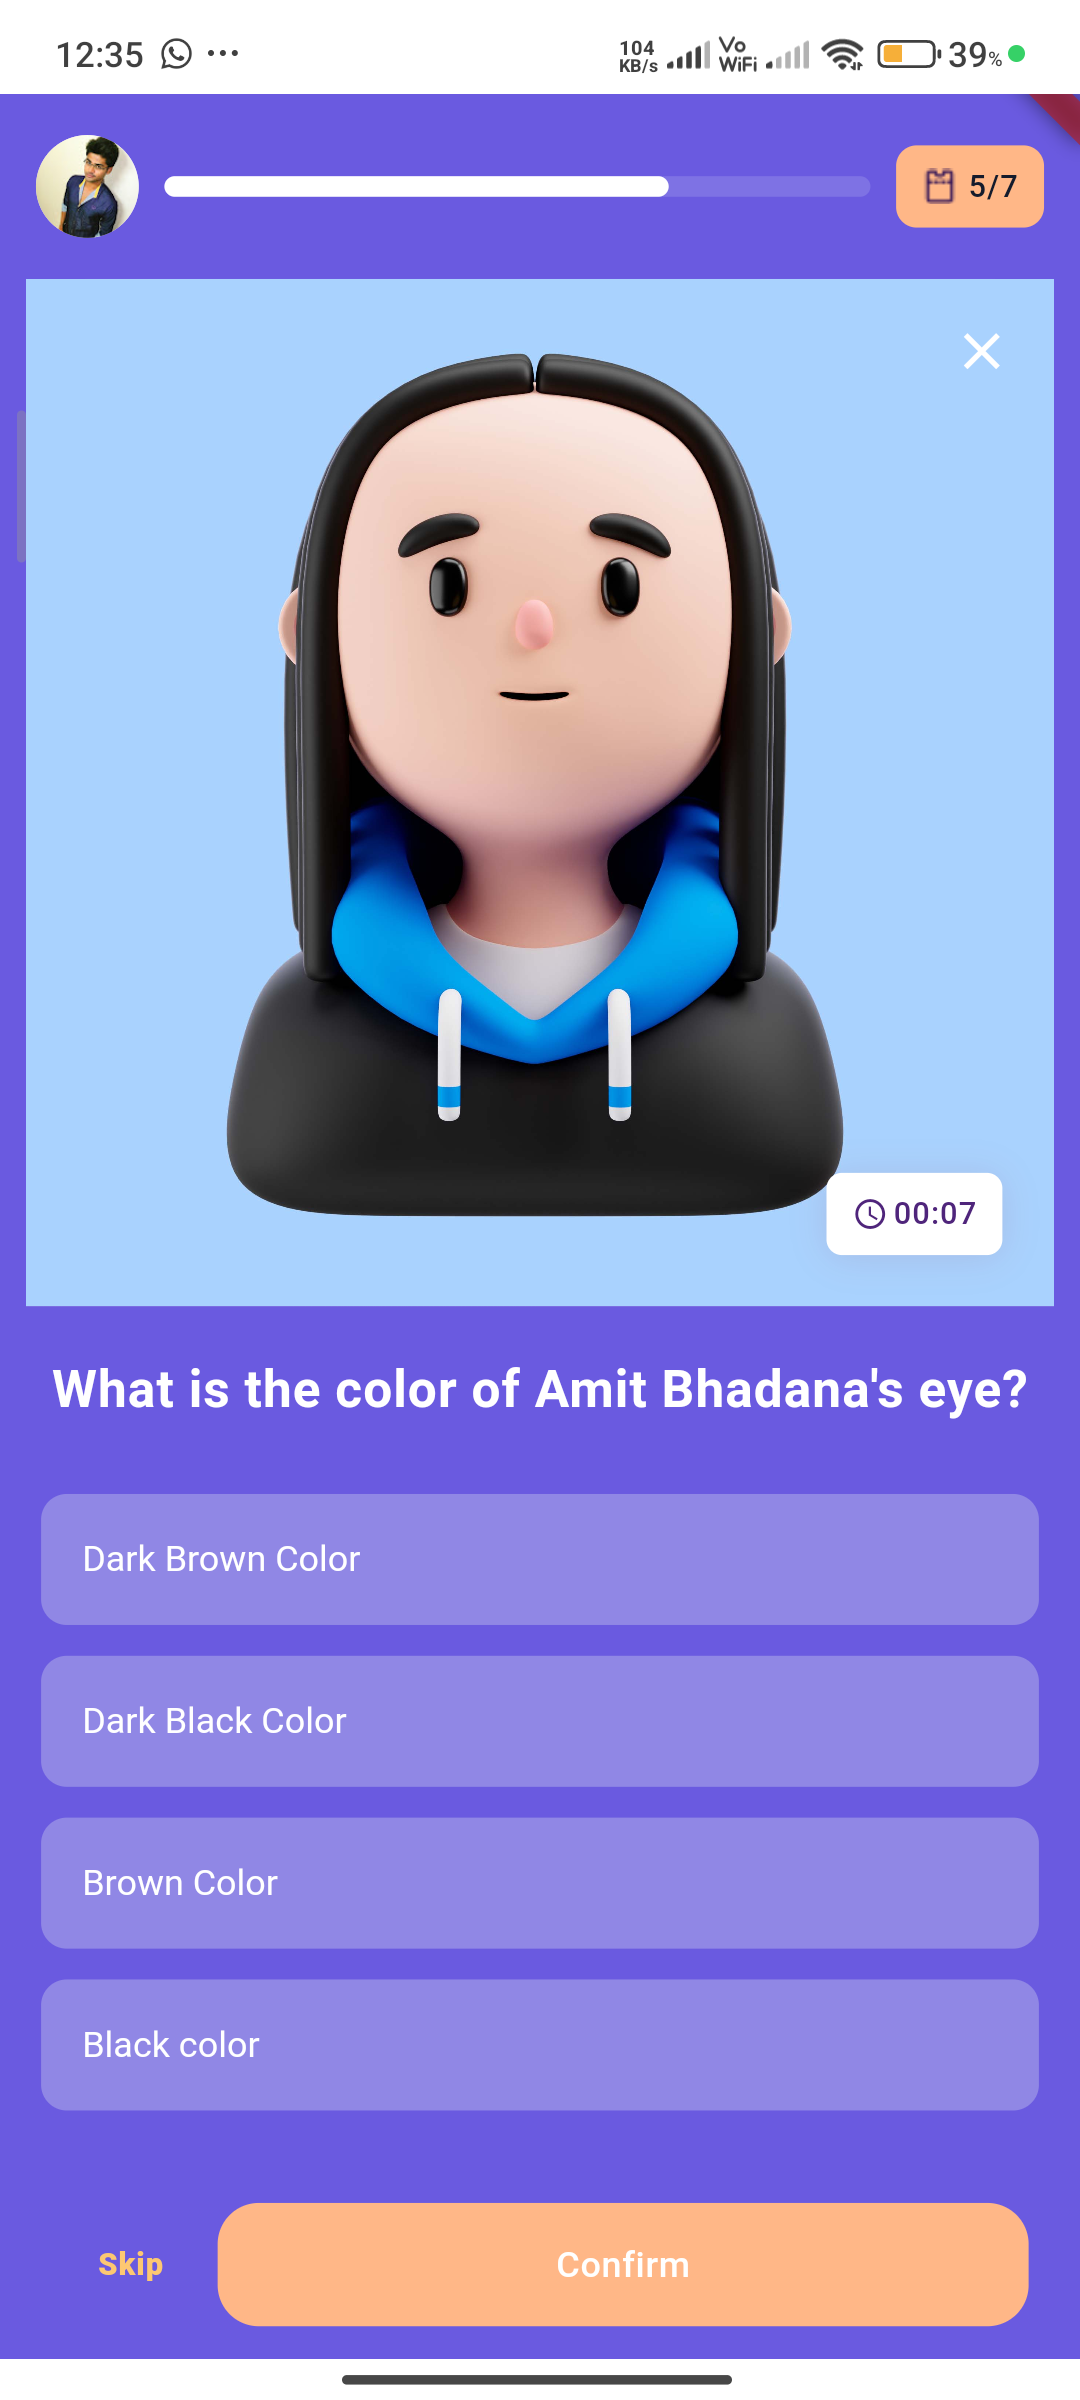 12:35 ... 104 KB/s Vo WiFi 39%
5/7
00:07
What is the color of Amit Bhadana's eye?
Dark Brown Color
Dark Black Color
Brown Color
Black color
Skip Confirm